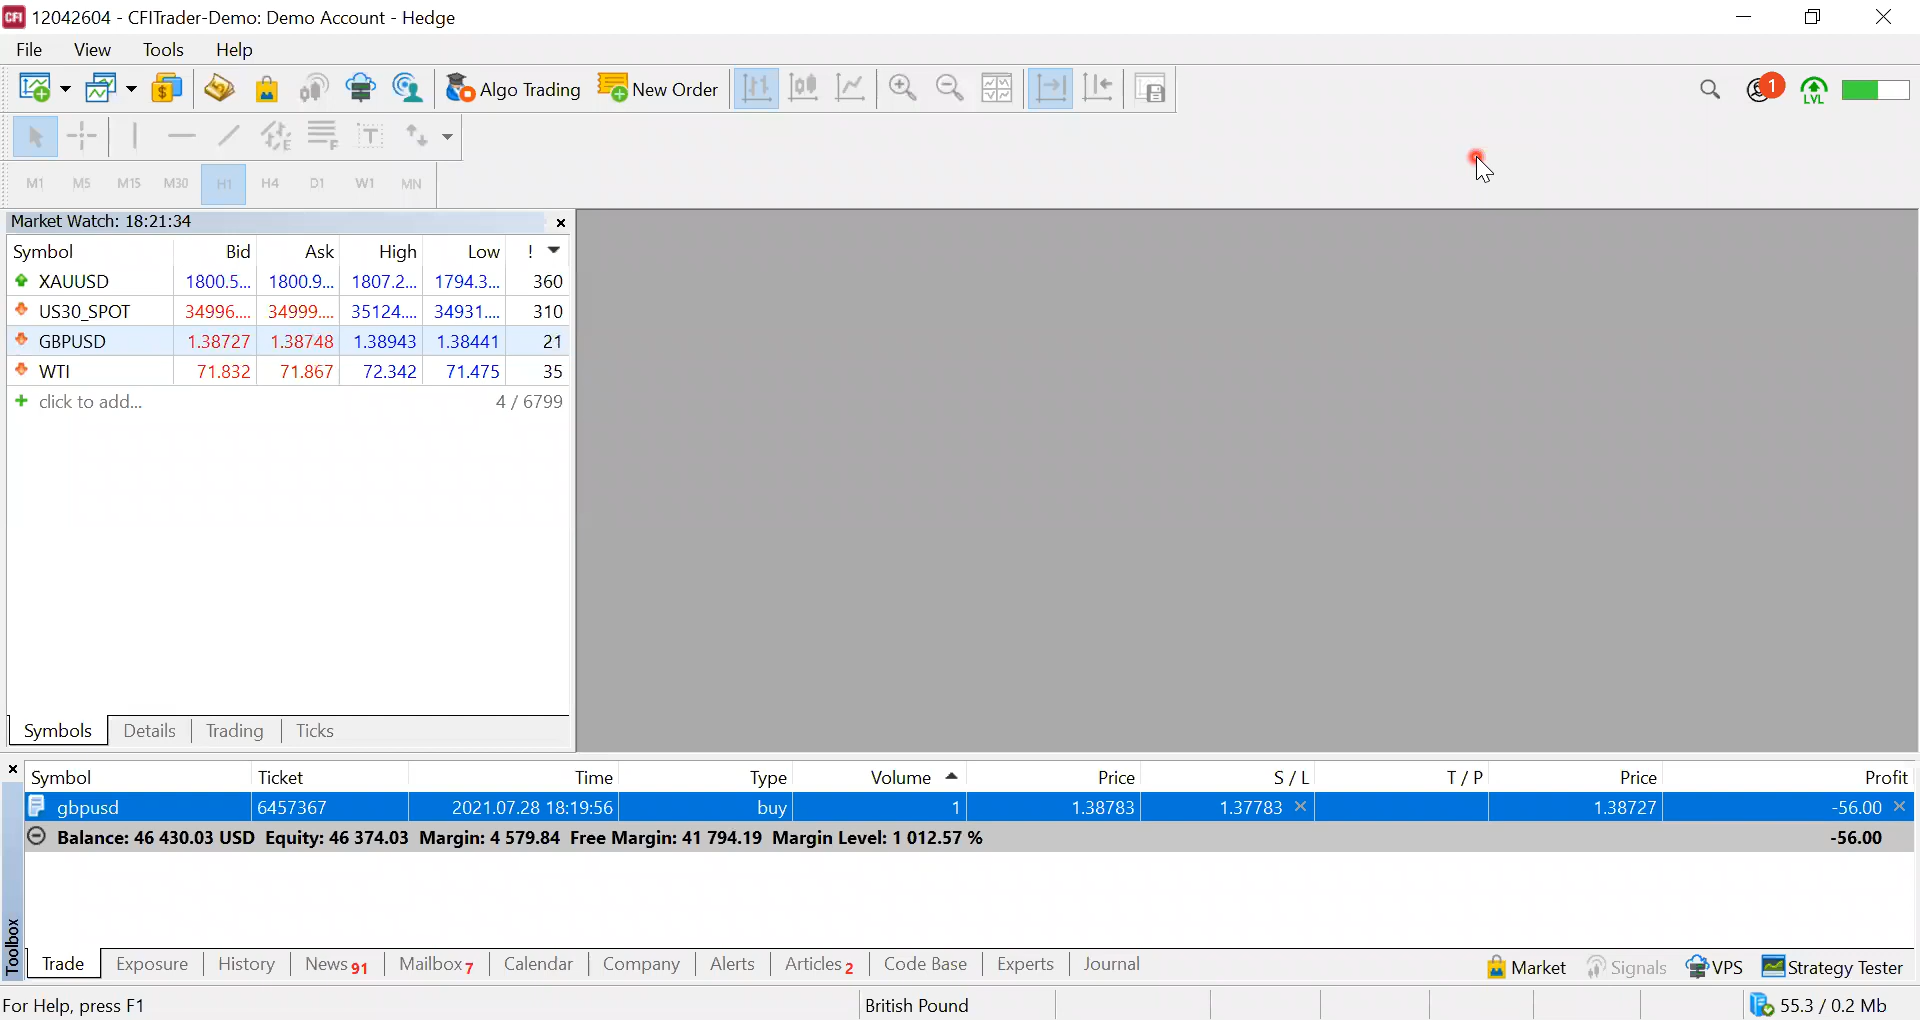 CFI 12042604 - CFITrader-Demo: Demo Account - Hedge
File View Tools Help
Algo Trading New Order 1 LVL
E F T
M1 M5 M15 M30 H1 H4 D1 W1 MN
Market Watch: 18:21:34
Symbol Bid Ask High Low !
XAUUSD 1800.5... 1800.9... 1807.2... 1794.3... 360
US30_SPOT 34996.... 34999.... 35124.... 34931.... 310
GBPUSD 1.38727 1.38748 1.38943 1.38441 21
WTI 71.832 71.867 72.342 71.475 35
click to add... 4 / 6799
Symbols Details Trading Ticks
Symbol Ticket Time Type Volume Price S / L T / P Price Profit
gbpusd 6457367 2021.07.28 18:19:56 buy 1 1.38783 1.37783 1.38727 -56.00
Balance: 46 430.03 USD Equity: 46 374.03 Margin: 4 579.84 Free Margin: 41 794.19 Margin Level: 1 012.57 % -56.00
Toolbox
Trade Exposure History News 91 Mailbox 7 Calendar Company Alerts Articles 2 Code Base Experts Journal Market Signals VPS Strategy Tester
For Help, press F1 British Pound 55.3 / 0.2 Mb